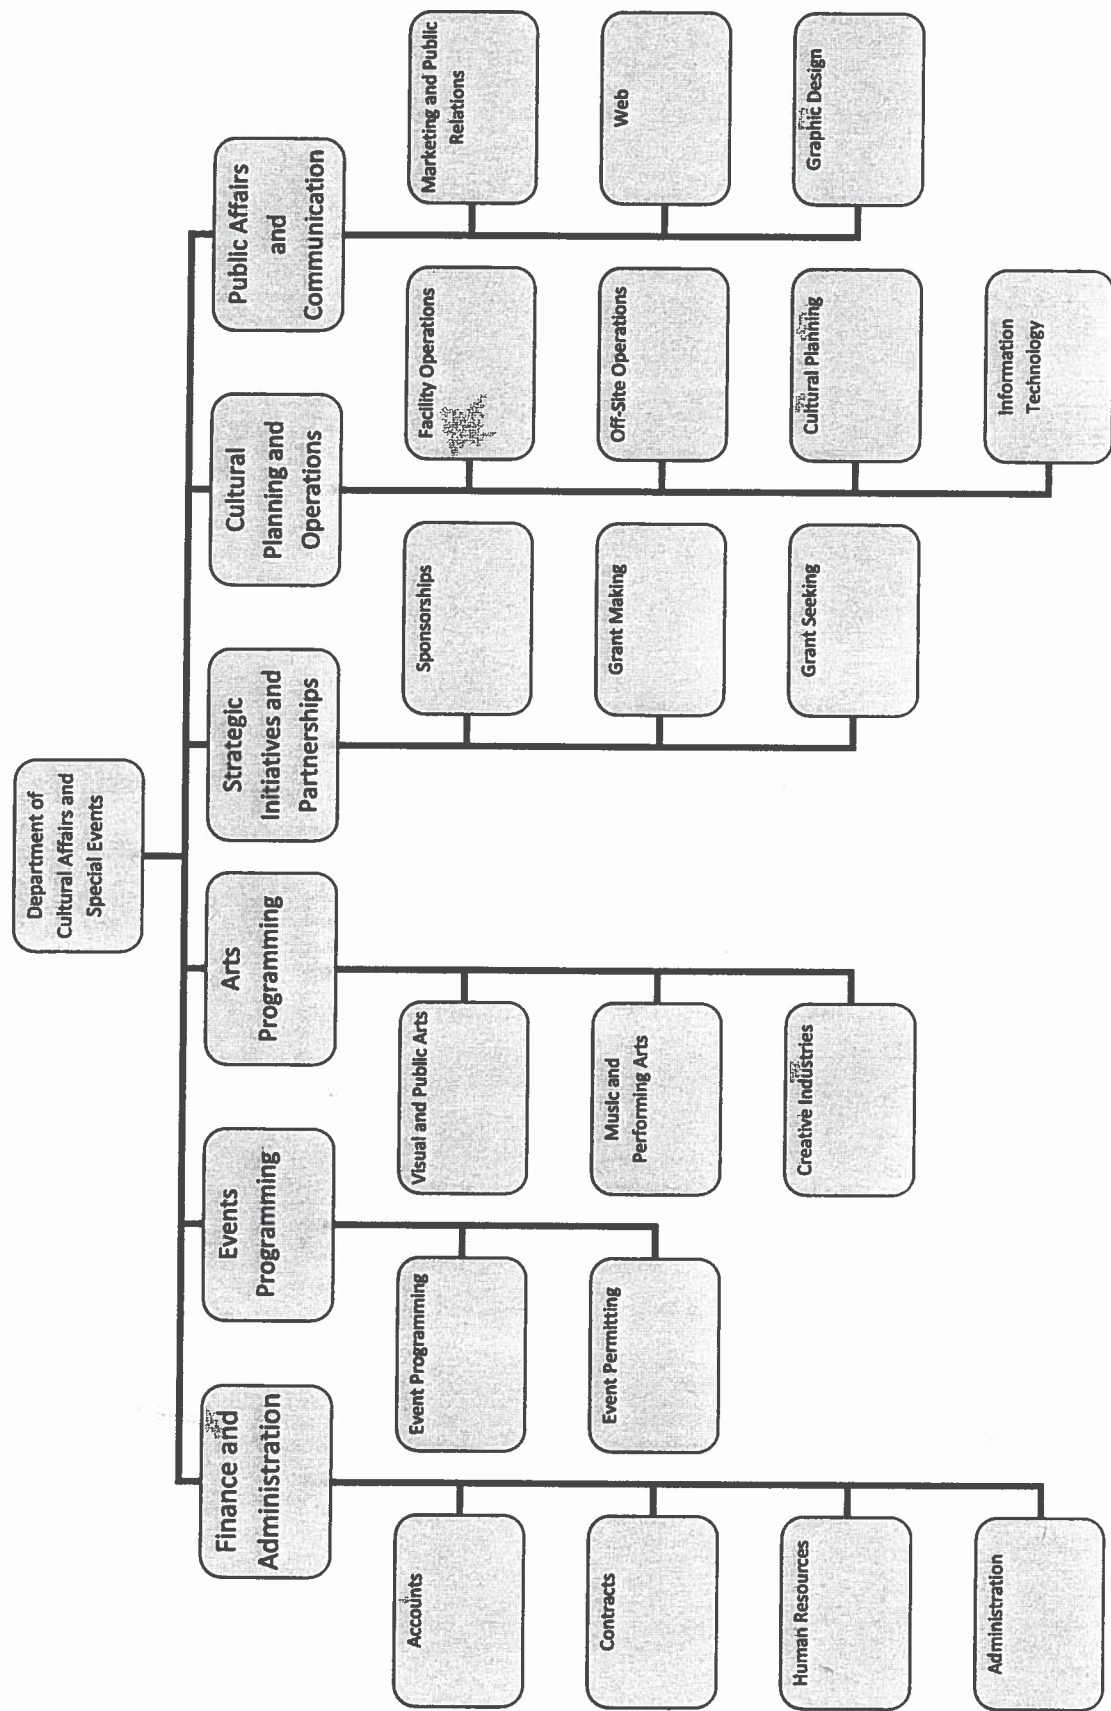 Department of
Cultural Affairs and
Special Events
Finance and
Administration
Accounts
Contracts
Human Resources
Administration
Events
Programming
Event Programming
Event Permitting
Arts
Programming
Visual and Public Arts
Music and
Performing Arts
Creative Industries
Strategic
Initiatives and
Partnerships
Sponsorships
Grant Making
Grant Seeking
Cultural
Planning and
Operations
Facility Operations
Off-Site Operations
Cultural Planning
Information
Technology
Public Affairs
and
Communication
Marketing and Public
Relations
Web
Graphic Design